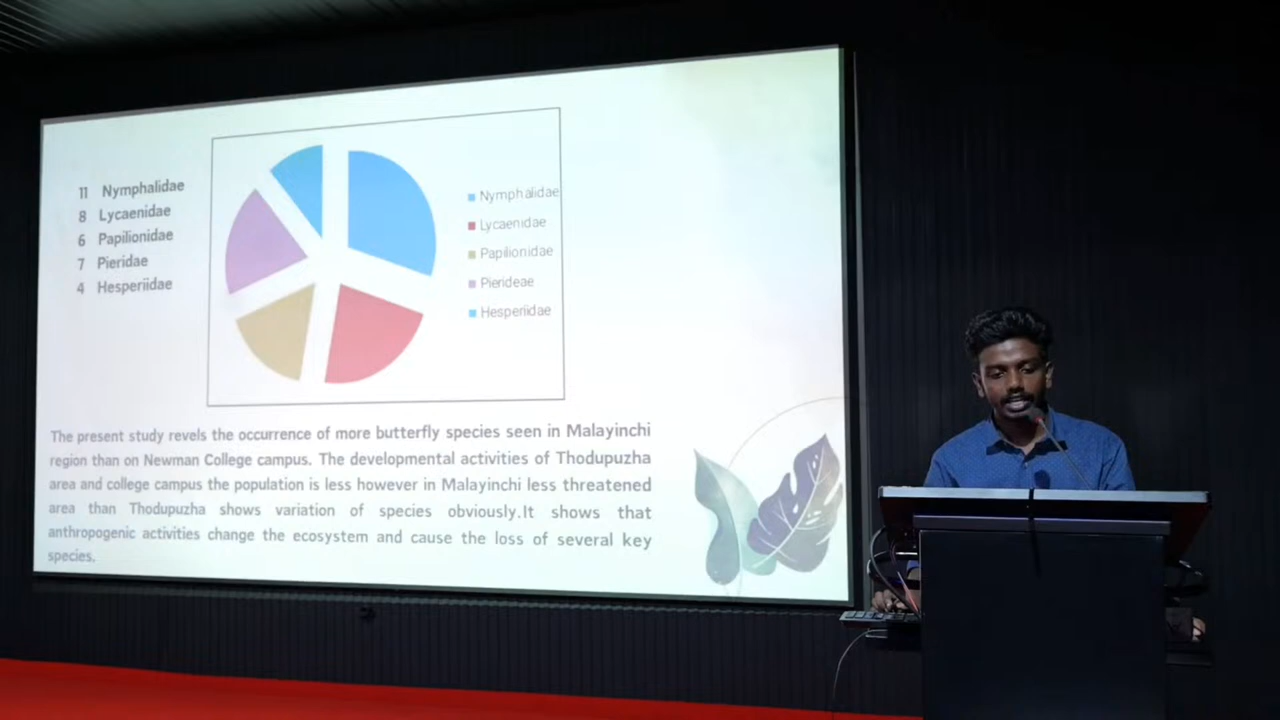 11 Nymphalidae
8 Lycaenidae
6 Papilionidae
7 Pieridae
4 Hesperiidae
Nymphalidae
Lycaenidae
Papilionidae
Pierideae
Hesperiidae
The present study revels the occurrence of more butterfly species seen in Malayinchi
region than on Newman College campus. The developmental activities of Thodupuzha
area and college campus the population is less however in Malayinchi less threatened
area than Thodupuzha shows variation of species obviously.It shows that
anthropogenic activities change the ecosystem and cause the loss of several key
species.